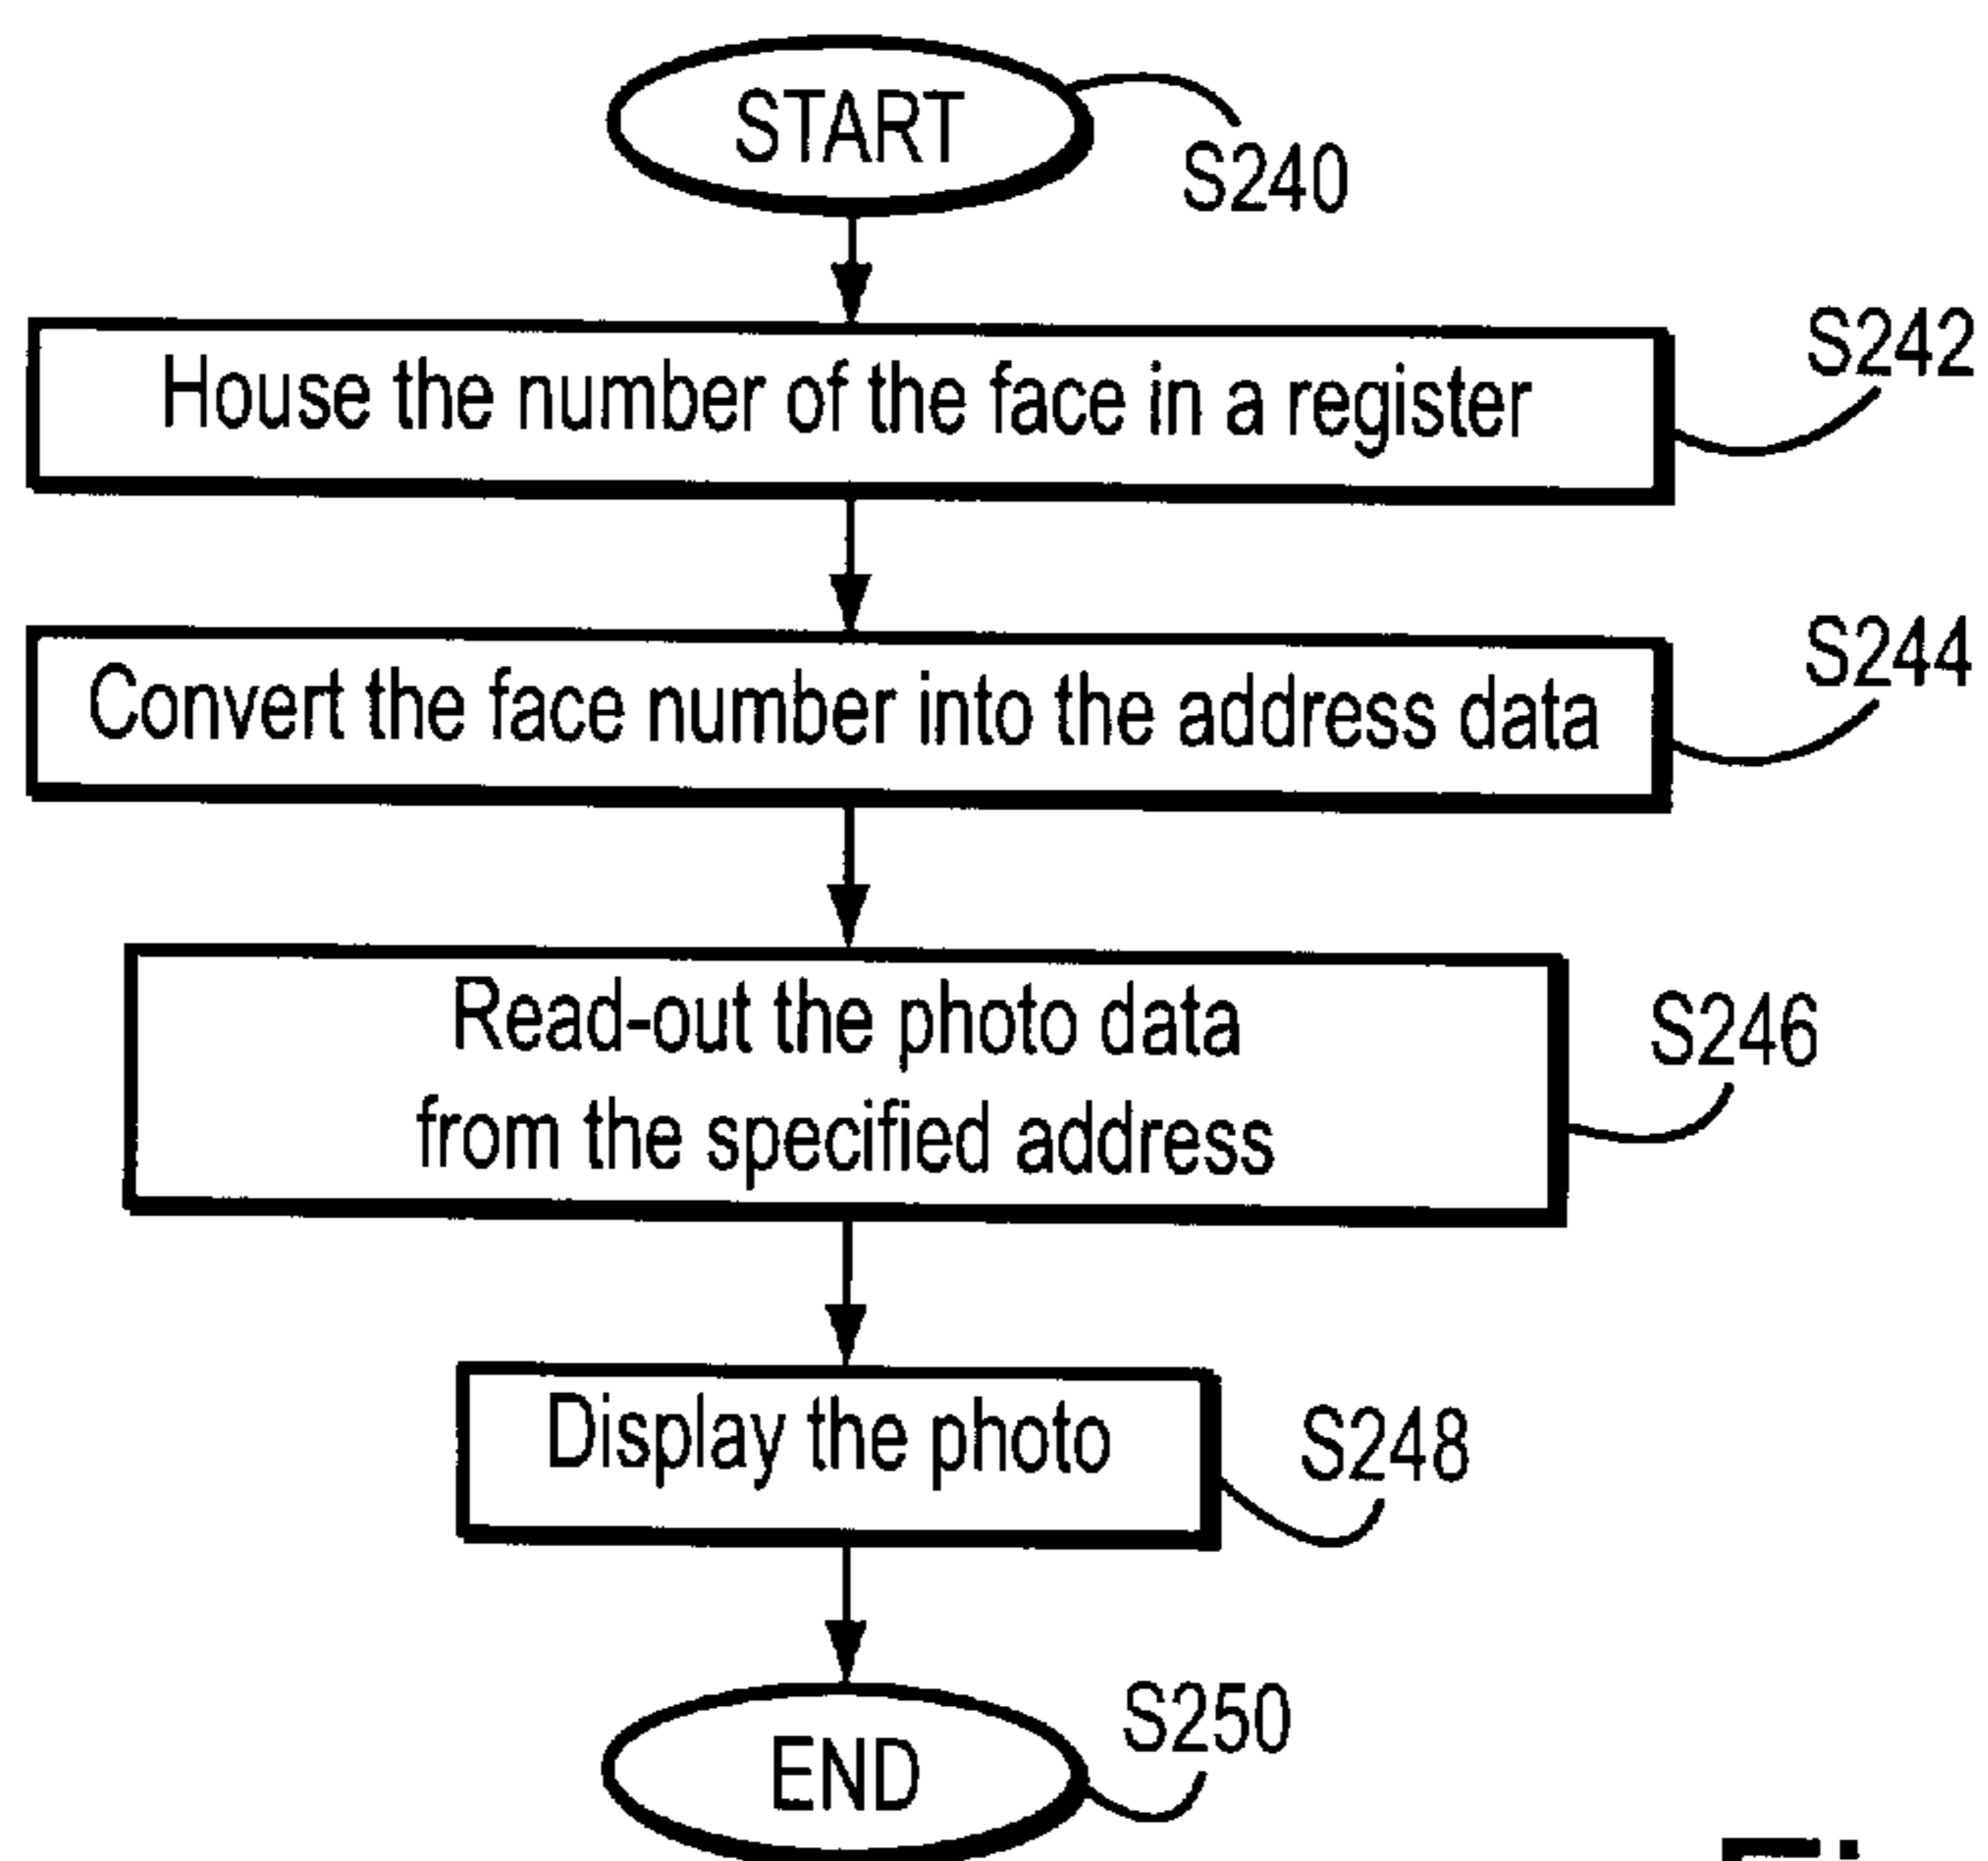 START
S240
House the number of the face in a register
S242
Convert the face number into the address data
S244
Read-out the photo data
from the specified address
S246
Display the photo
S248
END
S250